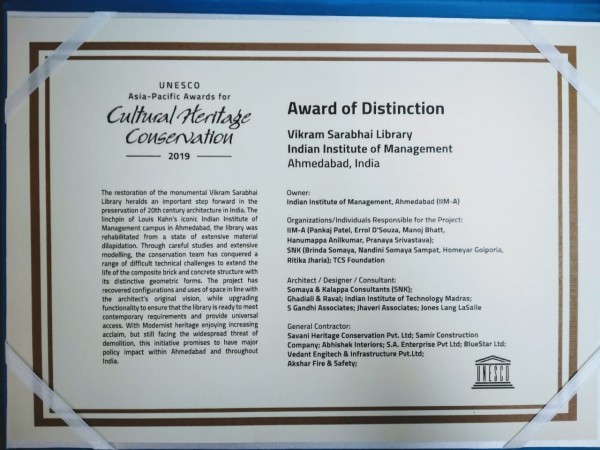 UNESCO
Asia-Pacific Awards for
Cultural Heritage
Conservation
2019
The restoration of the monumental Vikram Sarabhai
Library heralds an important step forward in the
preservation of 20th century architecture in India. The
linchpin of Louis Kahn's iconic Indian Institute of
Management campus in Ahmedabad, the library was
rehabilitated from a state of extensive material
dilapidation. Through careful studies and extensive
modelling, the conservation team has conquered a
range of difficult technical challenges to extend the
life of the composite brick and concrete structure with
its distinctive geometric forms. The project has
recovered configurations and uses of space in line with
the architect's original vision, while upgrading
functionality to ensure that the library is ready to meet
contemporary requirements and provide universal
access. With Modernist heritage enjoying increasing
acclaim, but still facing the widespread threat of
demolition, this initiative promises to have major
policy impact within Ahmedabad and throughout
India.
Award of Distinction
Vikram Sarabhai Library
Indian Institute of Management
Ahmedabad, India
Owner:
Indian Institute of Management, Ahmedabad (IIM-A)
Organizations/Individuals Responsible for the Project:
IIM-A (Pankaj Patel, Errol D'Souza, Manoj Bhatt,
Hanumappa Anilkumar, Pranaya Srivastava);
SNK (Brinda Somaya, Nandini Somaya Sampat, Homeyar Goiporia,
Ritika Jharia); TCS Foundation
Architect / Designer / Consultant:
Somaya & Kalappa Consultants (SNK);
Ghadiali & Raval; Indian Institute of Technology Madras;
S Gandhi Associates; Jhaveri Associates; Jones Lang LaSalle
General Contractor:
Savani Heritage Conservation Pvt. Ltd; Samir Construction
Company; Abhishek Interiors; S.A. Enterprise Pvt Ltd; BlueStar Ltd;
Vedant Engitech & Infrastructure Pvt.Ltd;
Akshar Fire & Safety;
UNESCO